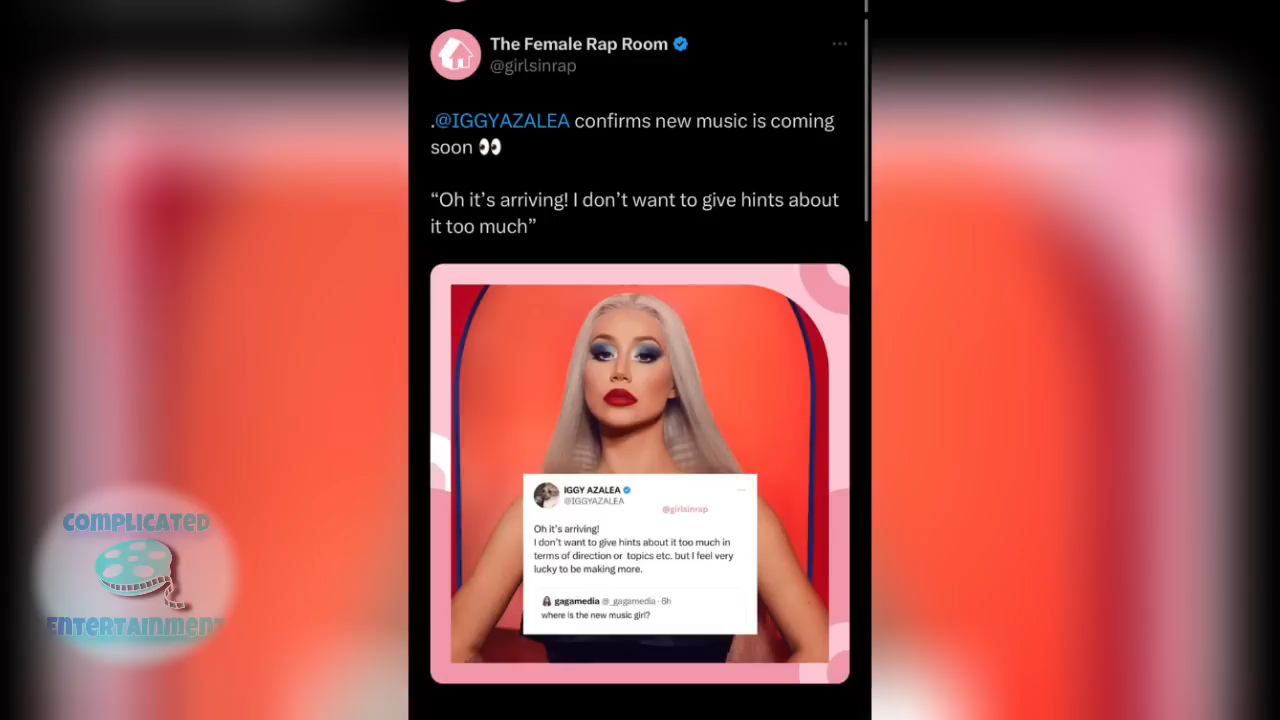 The Female Rap Room
@girlsinrap
.@IGGYAZALEA confirms new music is coming
soon 👀
“Oh it’s arriving! I don’t want to give hints about
it too much”
IGGY AZALEA
@IGGYAZALEA
@girlsinrap
Oh it’s arriving!
I don’t want to give hints about it too much in
terms of direction or topics etc. but I feel very
lucky to be making more.
gagamedia @_gagamedia · 6h
where is the new music girl?
COMPLICATED
ENTERTAINMENT